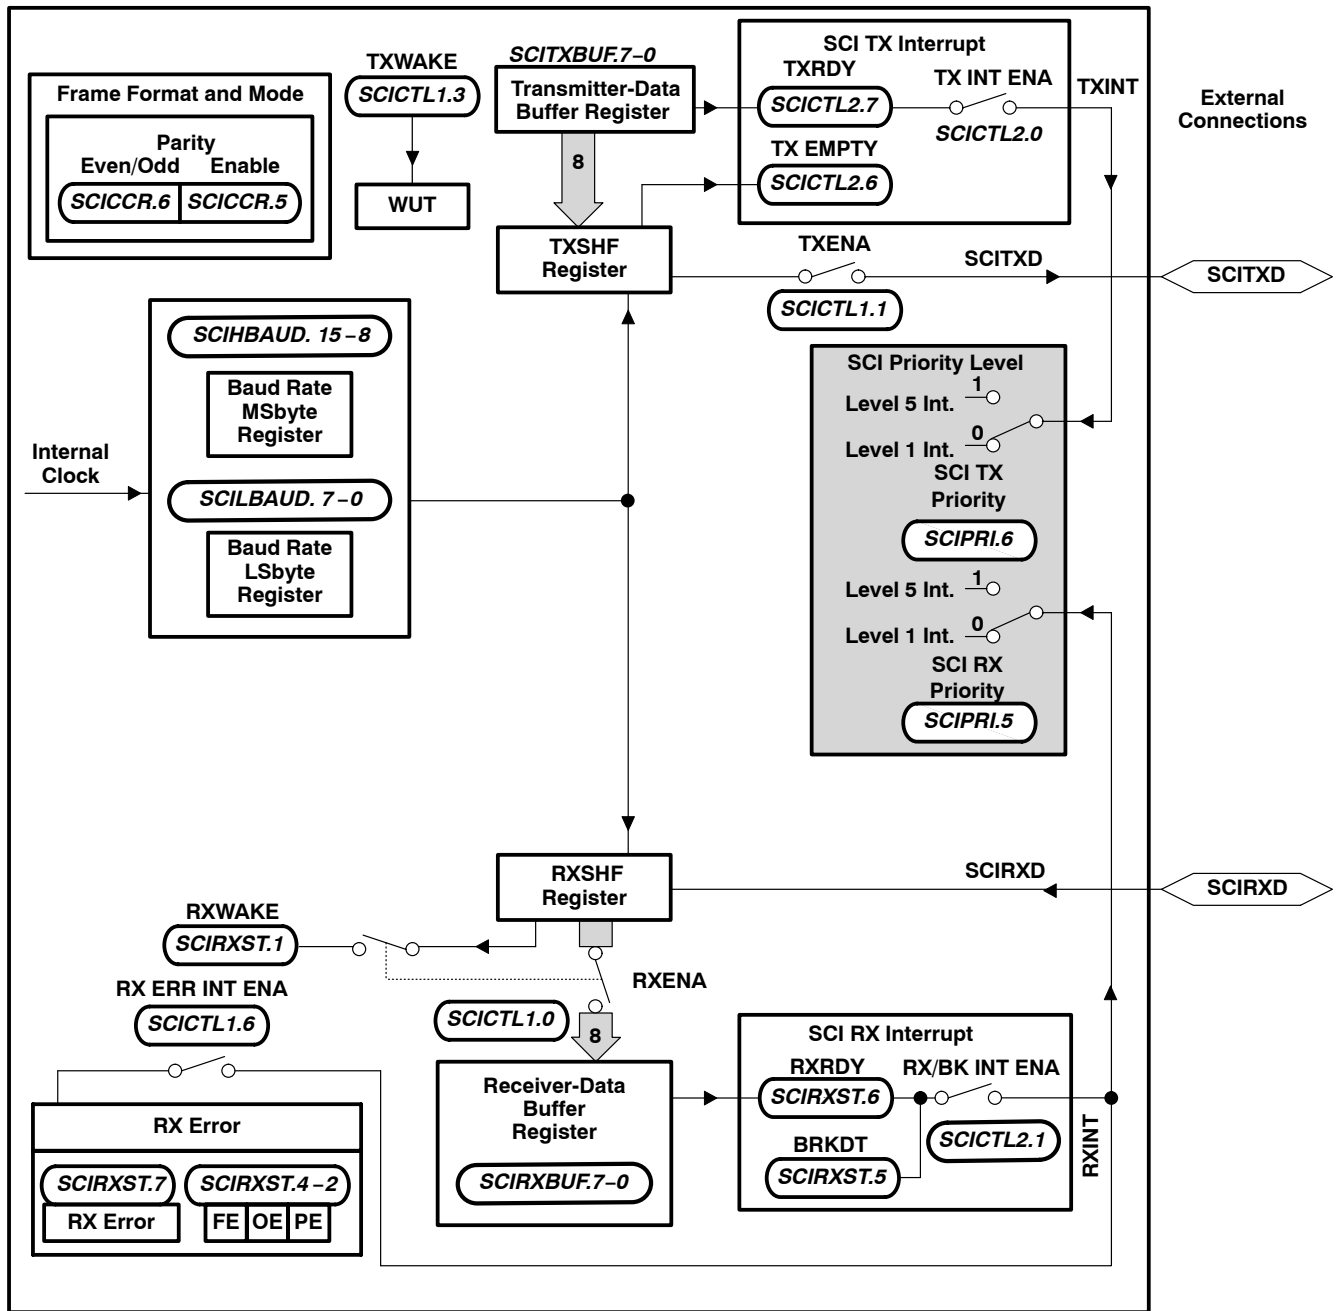 SCITXBUF.7–0
SCI TX Interrupt
TXWAKE
SCICTL1.3
Transmitter-Data
Buffer Register
TXRDY
SCICTL2.7
TX INT ENA
SCICTL2.0
TXINT
External
Connections
Frame Format and Mode
Parity
Even/Odd Enable
SCICCR.6 SCICCR.5
WUT
8
TX EMPTY
SCICTL2.6
TXSHF
Register
TXENA
SCICTL1.1
SCITXD
SCITXD
SCIHBAUD. 15–8
Baud Rate
MSbyte
Register
Internal
Clock
SCILBAUD. 7–0
Baud Rate
LSbyte
Register
SCI Priority Level
1
Level 5 Int.
0
Level 1 Int.
SCI TX
Priority
SCIPRI.6
1
Level 5 Int.
0
Level 1 Int.
SCI RX
Priority
SCIPRI.5
RXSHF
Register
SCIRXD
SCIRXD
RXWAKE
SCIRXST.1
RXENA
RX ERR INT ENA
SCICTL1.6
SCICTL1.0
8
SCI RX Interrupt
RXRDY
SCIRXST.6
RX/BK INT ENA
SCICTL2.1
BRKDT
SCIRXST.5
RXINT
Receiver-Data
Buffer
Register
SCIRXBUF.7–0
RX Error
SCIRXST.7 SCIRXST.4–2
RX Error FE OE PE